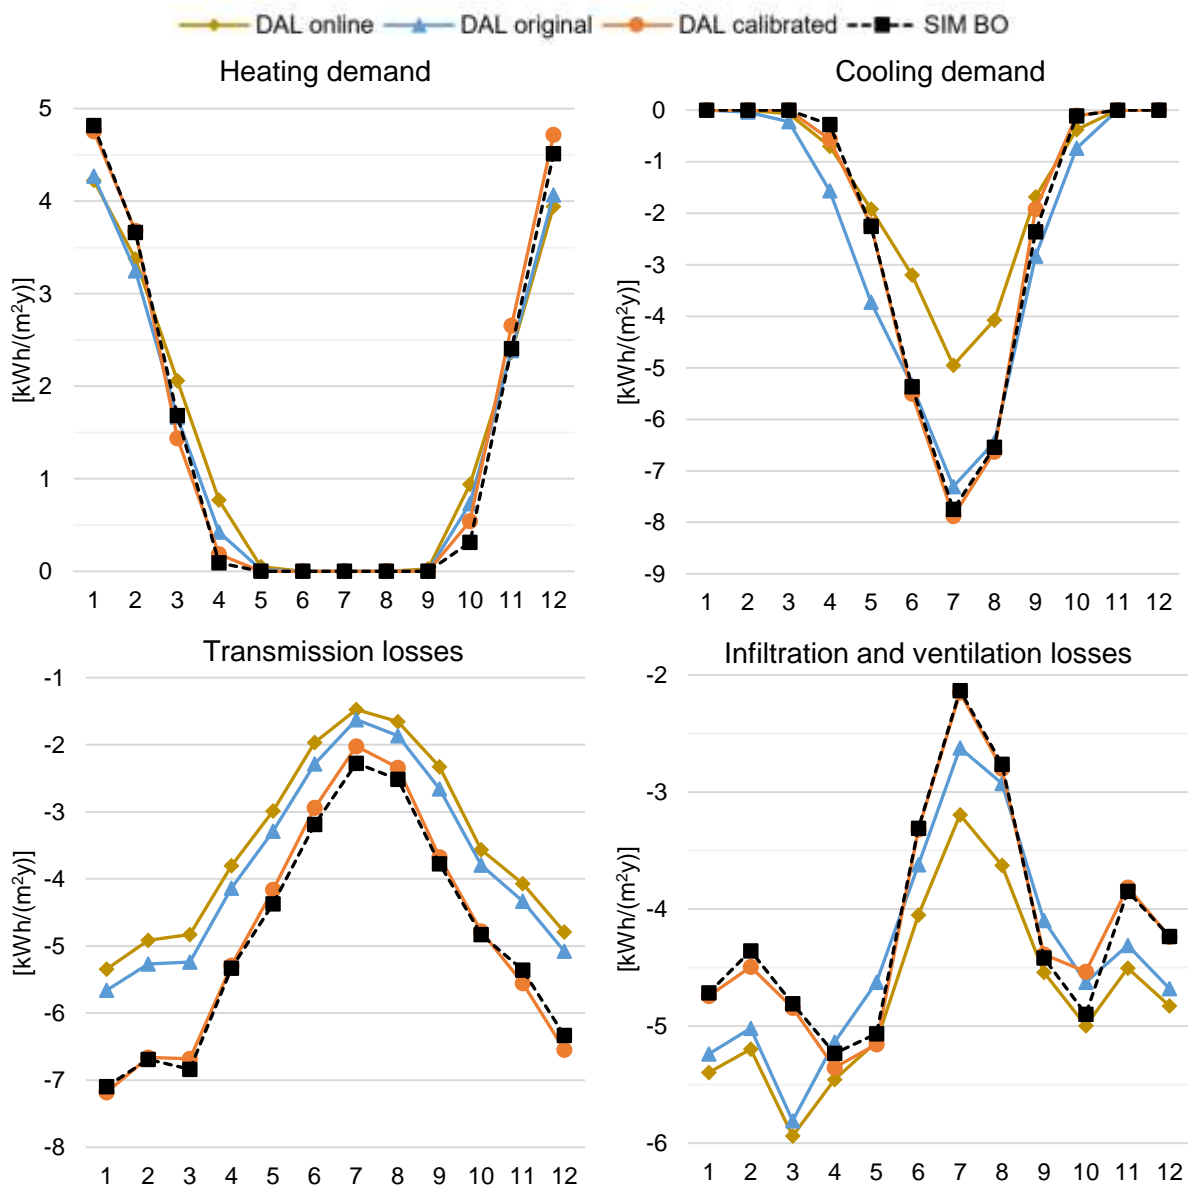 DAL online DAL original DAL calibrated SIM BO
Heating demand
5
4
3
2
1
0
[kWh/(m²y)]
1 2 3 4 5 6 7 8 9 10 11 12
Cooling demand
0
-1
-2
-3
-4
-5
-6
-7
-8
-9
[kWh/(m²y)]
1 2 3 4 5 6 7 8 9 10 11 12
Transmission losses
-1
-2
-3
-4
-5
-6
-7
-8
[kWh/(m²y)]
1 2 3 4 5 6 7 8 9 10 11 12
Infiltration and ventilation losses
-2
-3
-4
-5
-6
[kWh/(m²y)]
1 2 3 4 5 6 7 8 9 10 11 12